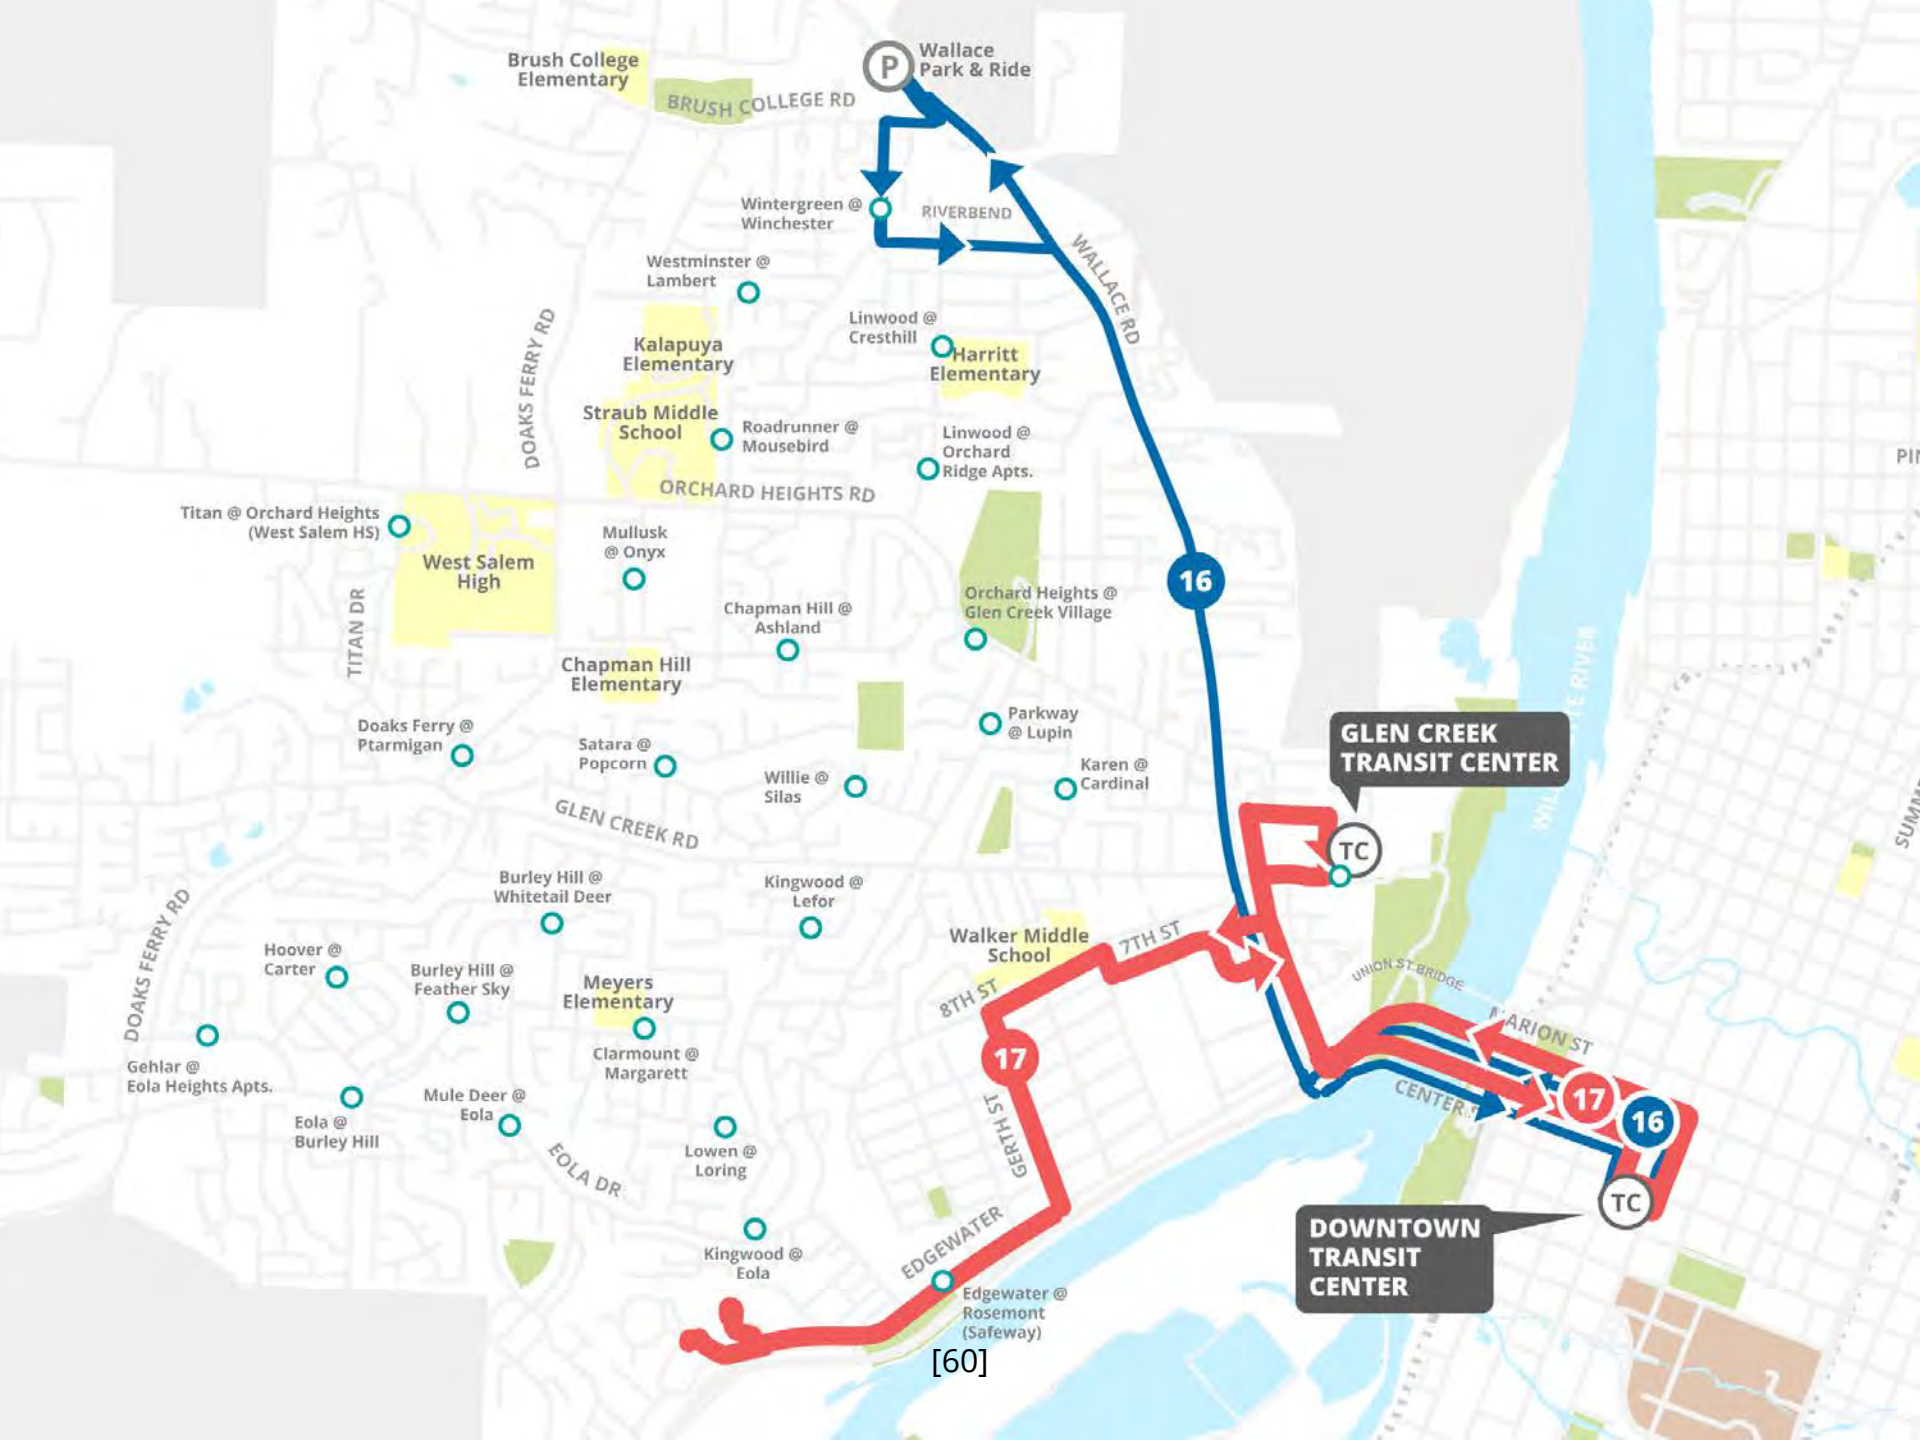 Brush College
Elementary
BRUSH COLLEGE RD
P
Wallace
Park & Ride
Wintergreen @
Winchester
RIVERBEND
WALLACE RD
Westminster @
Lambert
DOAKS FERRY RD
Kalapuya
Elementary
Linwood @
Cresthill
Harritt
Elementary
Straub Middle
School
Roadrunner @
Mousebird
Linwood @
Orchard
Ridge Apts.
PIN
ORCHARD HEIGHTS RD
Titan @ Orchard Heights
(West Salem HS)
West Salem
High
Mullusk
@ Onyx
16
TITAN DR
Chapman Hill @
Ashland
Orchard Heights @
Glen Creek Village
Chapman Hill
Elementary
RIVER
Doaks Ferry @
Ptarmigan
Satara @
Popcorn
Willie @
Silas
Parkway
@ Lupin
Karen @
Cardinal
GLEN CREEK
TRANSIT CENTER
TC
GLEN CREEK RD
SUMM
Burley Hill @
Whitetail Deer
Kingwood @
Lefor
DOAKS FERRY RD
Hoover @
Carter
Burley Hill @
Feather Sky
Meyers
Elementary
Walker Middle
School
7TH ST
8TH ST
UNION ST BRIDGE
MARION ST
Clarmount @
Margarett
17
Gehlar @
Eola Heights Apts.
Eola @
Burley Hill
Mule Deer @
Eola
EOLA DR
Lowen @
Loring
GERTH ST
CENTER
17
16
TC
DOWNTOWN
TRANSIT
CENTER
Kingwood @
Eola
EDGEWATER
Edgewater @
Rosemont
(Safeway)
[60]